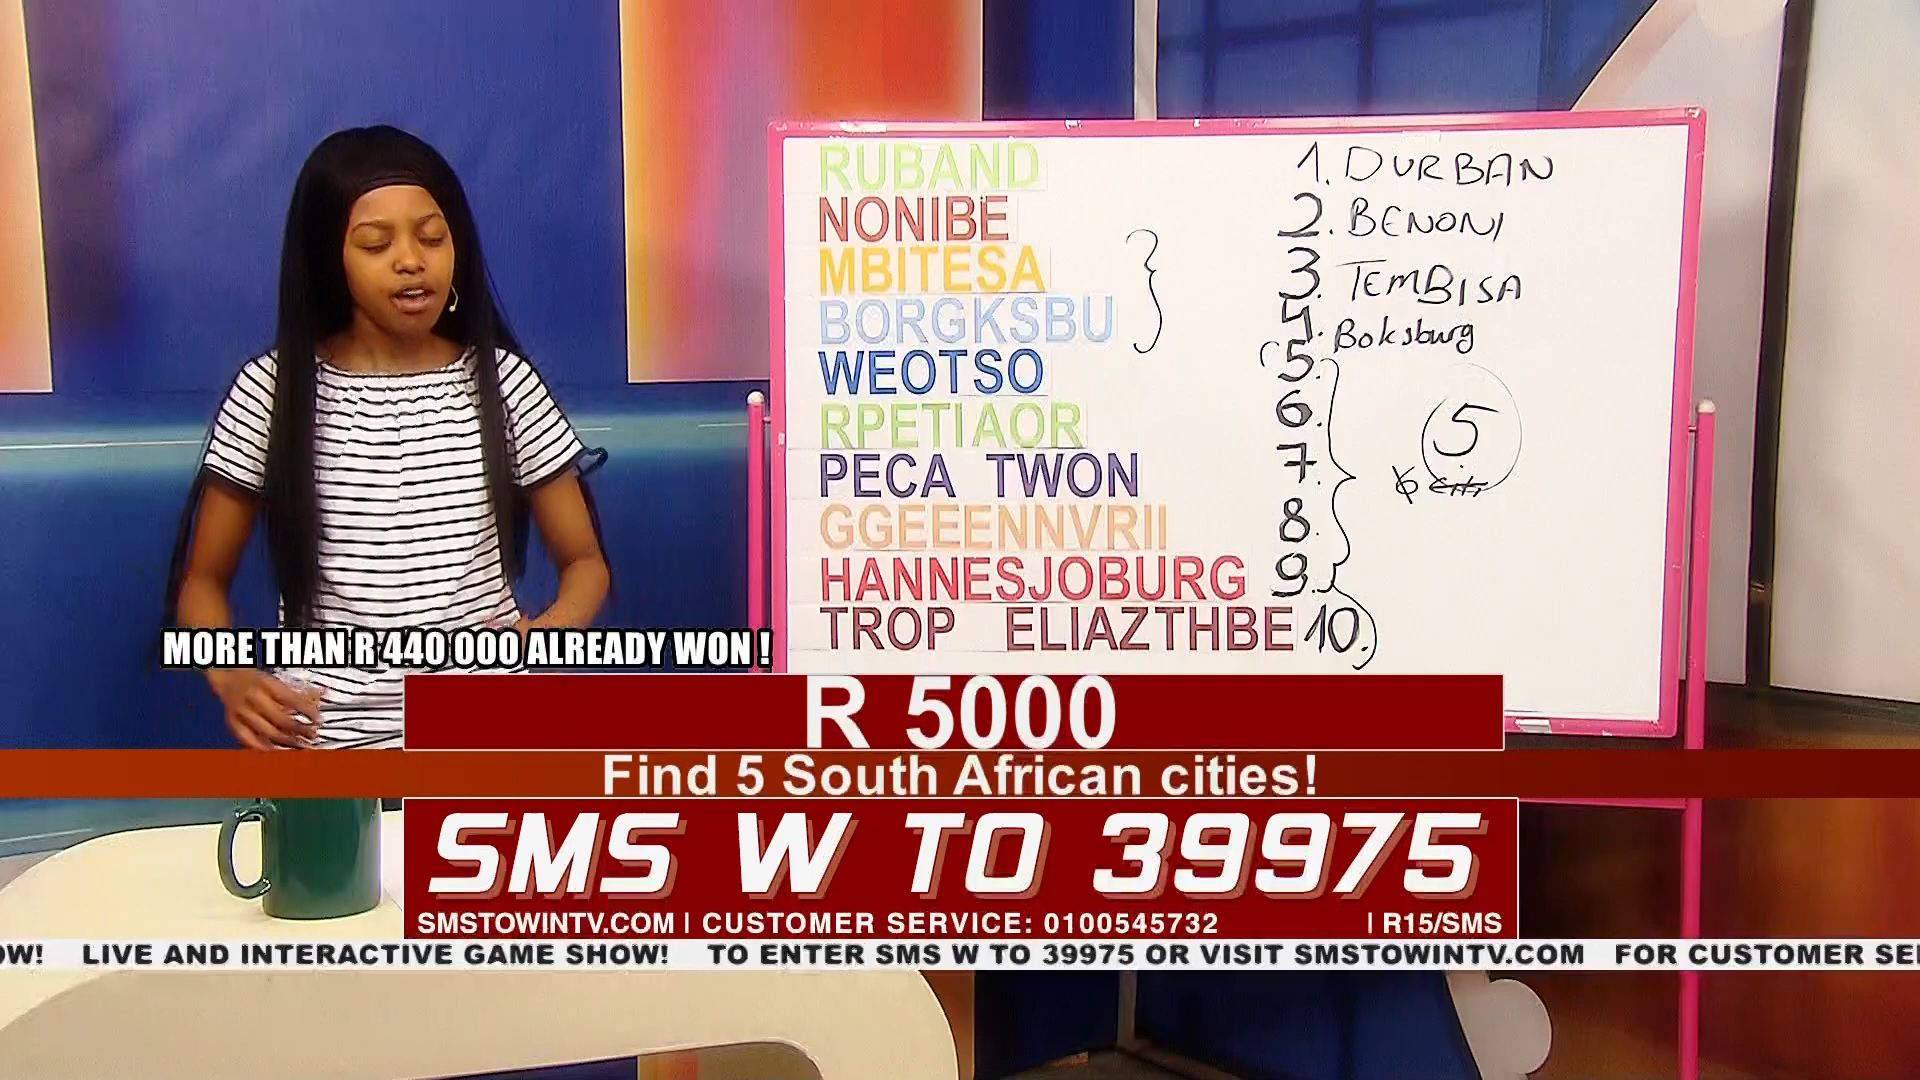 RUBAND
NONIBE
MBITESA
BORGKSBU
WEOTSO
RPETIAOR
PECA TWON
GGEEENNVRII
HANNESJOBURG
TROP ELIAZTHBE
1. DURBAN
2. BENONI
3. TEMBISA
4. Boksburg
5.
6.
7.
8.
9.
10.
5
MORE THAN R 440 000 ALREADY WON !
R 5000
Find 5 South African cities!
SMS W TO 39975
SMSTOWINTV.COM | CUSTOMER SERVICE: 0100545732 | R15/SMS
OW! LIVE AND INTERACTIVE GAME SHOW! TO ENTER SMS W TO 39975 OR VISIT SMSTOWINTV.COM FOR CUSTOMER SE